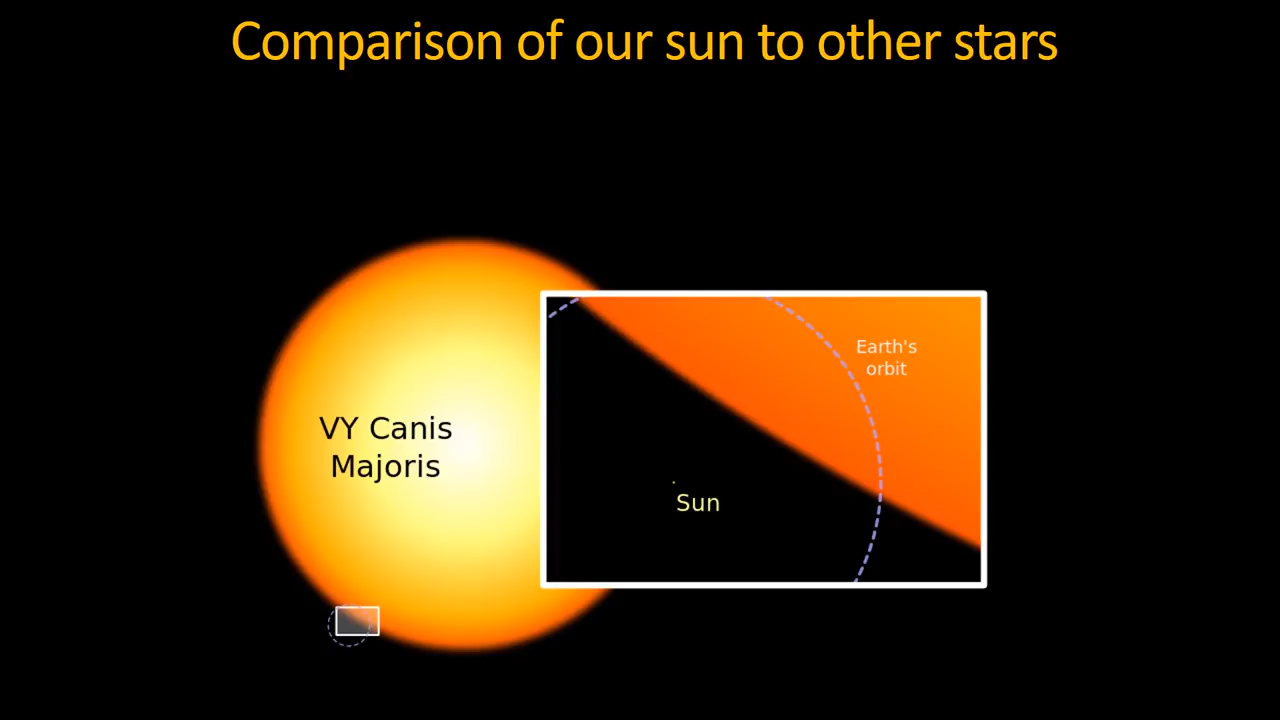 Comparison of our sun to other stars
VY Canis
Majoris
Earth's
orbit
Sun